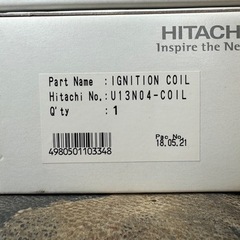 HITACHI
Inspire the Ne
Part Name :IGNITION COIL
Hitachi No.:U13N04-COIL
Q'ty :1
Pac.No.
18.05.21
4980501103348